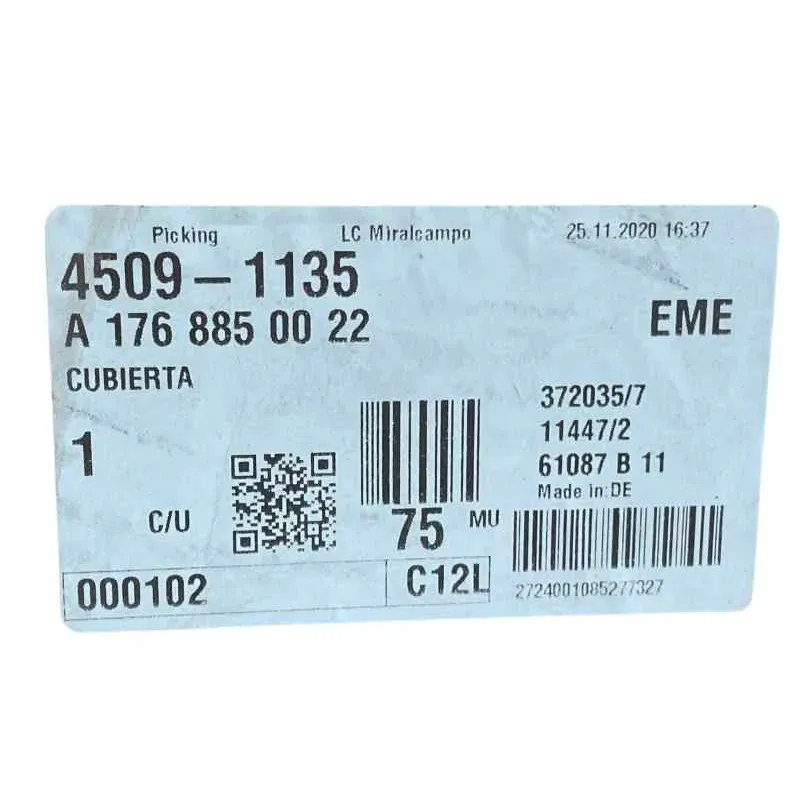 Picking LC Miralcampo 25.11.2020 16:37
4509-1135
A 176 885 00 22
EME
CUBIERTA
372035/7
11447/2
1
61087 B 11
Made in:DE
C/U
75 MU
000102 C12L
2724001085277327